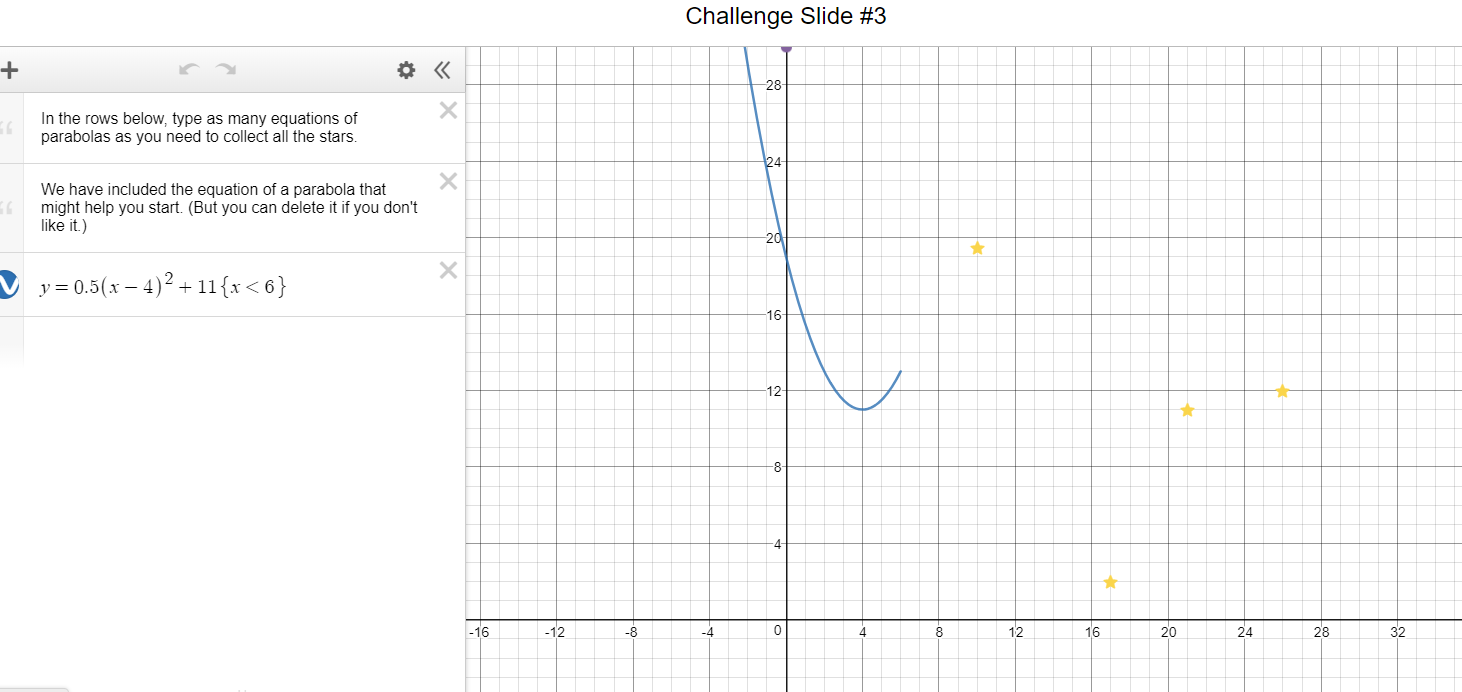 Challenge Slide #3
In the rows below, type as many equations of
parabolas as you need to collect all the stars.
We have included the equation of a parabola that
might help you start. (But you can delete it if you don't
like it.)
y = 0.5(x − 4)² + 11{x < 6}
28
24
20
16
12
8
4
-16 -12 -8 -4 0 4 8 12 16 20 24 28 32